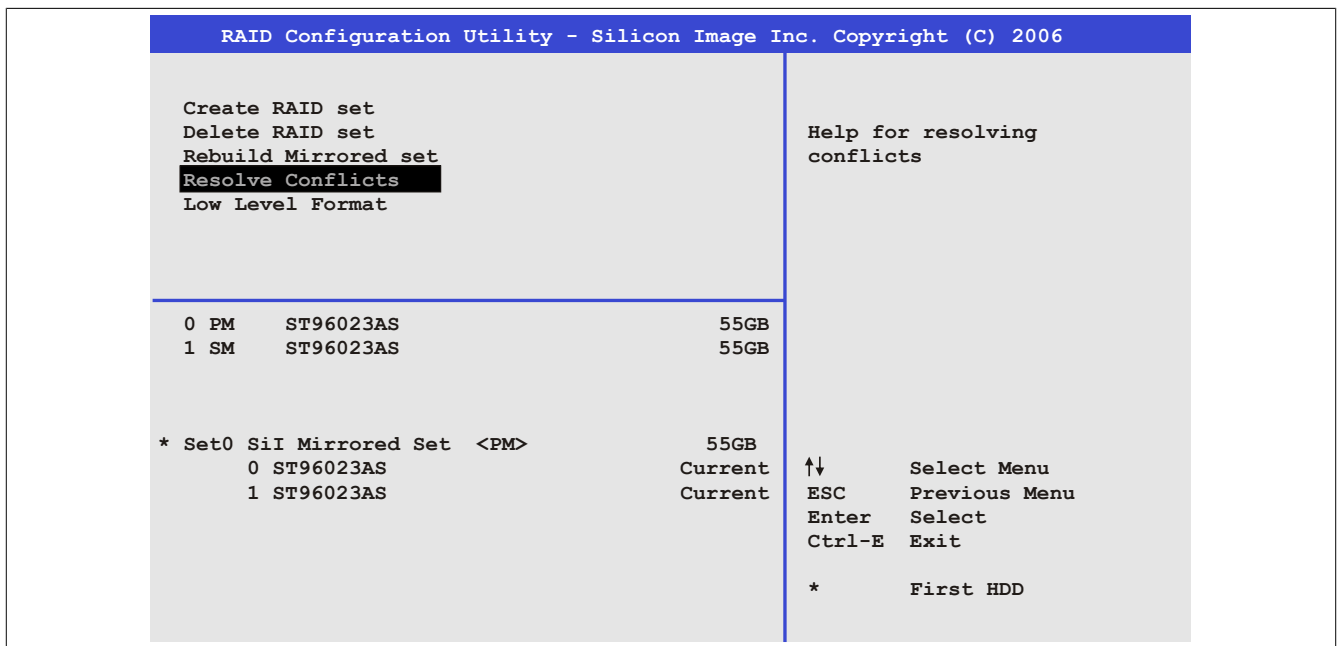 RAID Configuration Utility - Silicon Image Inc. Copyright (C) 2006
Create RAID set
Delete RAID set
Rebuild Mirrored set
Resolve Conflicts
Low Level Format
Help for resolving
conflicts
0 PM ST96023AS 55GB
1 SM ST96023AS 55GB
* Set0 SiI Mirrored Set <PM> 55GB
0 ST96023AS Current
1 ST96023AS Current
↑↓ Select Menu
ESC Previous Menu
Enter Select
Ctrl-E Exit
* First HDD